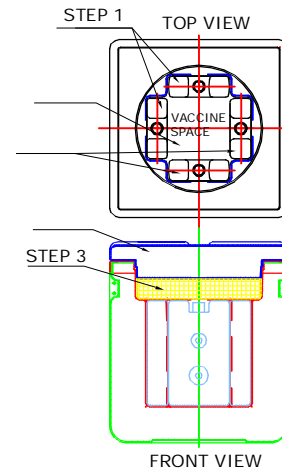 STEP 1
TOP VIEW
VACCINE
SPACE
STEP 3
FRONT VIEW